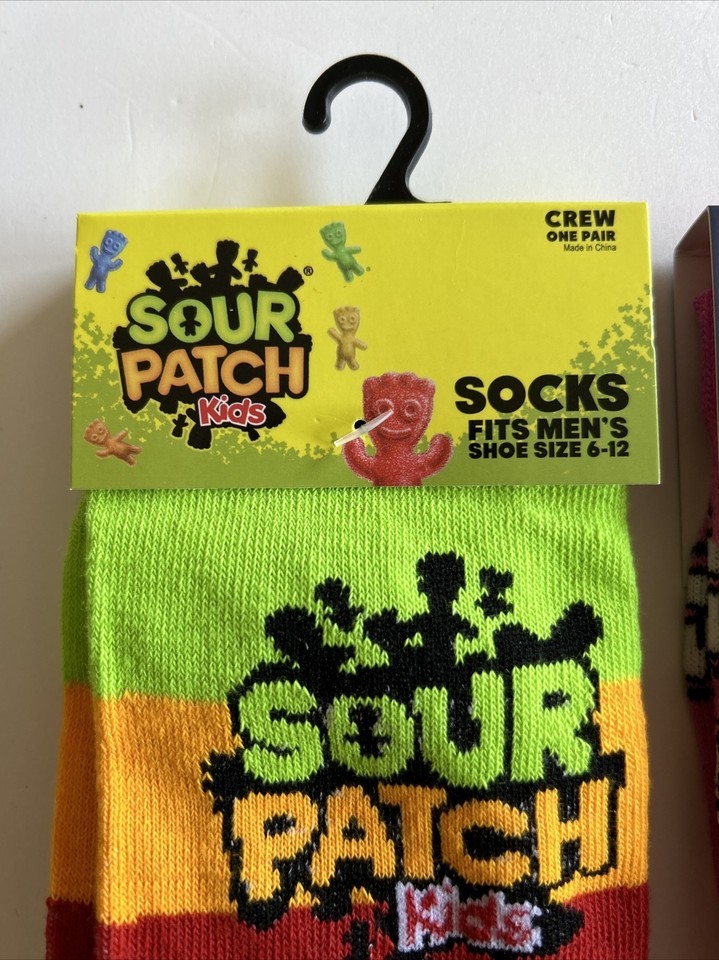 CREW
ONE PAIR
Made in China
SOUR
PATCH
Kids
®
SOCKS
FITS MEN'S
SHOE SIZE 6-12
SOUR
PATCH
Kids